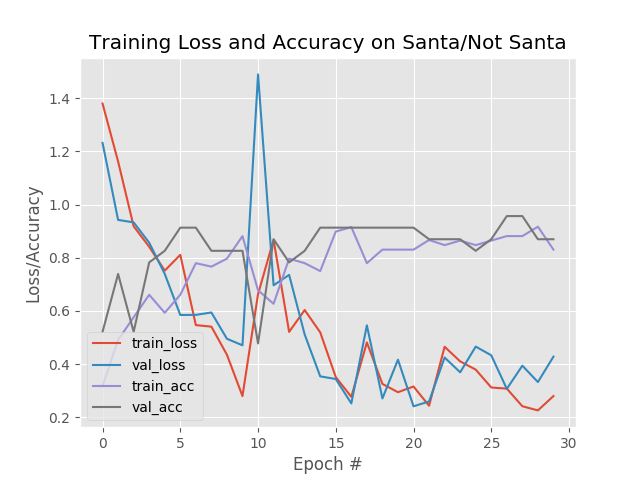 Training Loss and Accuracy on Santa/Not Santa
Loss/Accuracy
1.4
1.2
1.0
0.8
0.6
0.4
0.2
train_loss
val_loss
train_acc
val_acc
0 5 10 15 20 25 30
Epoch #